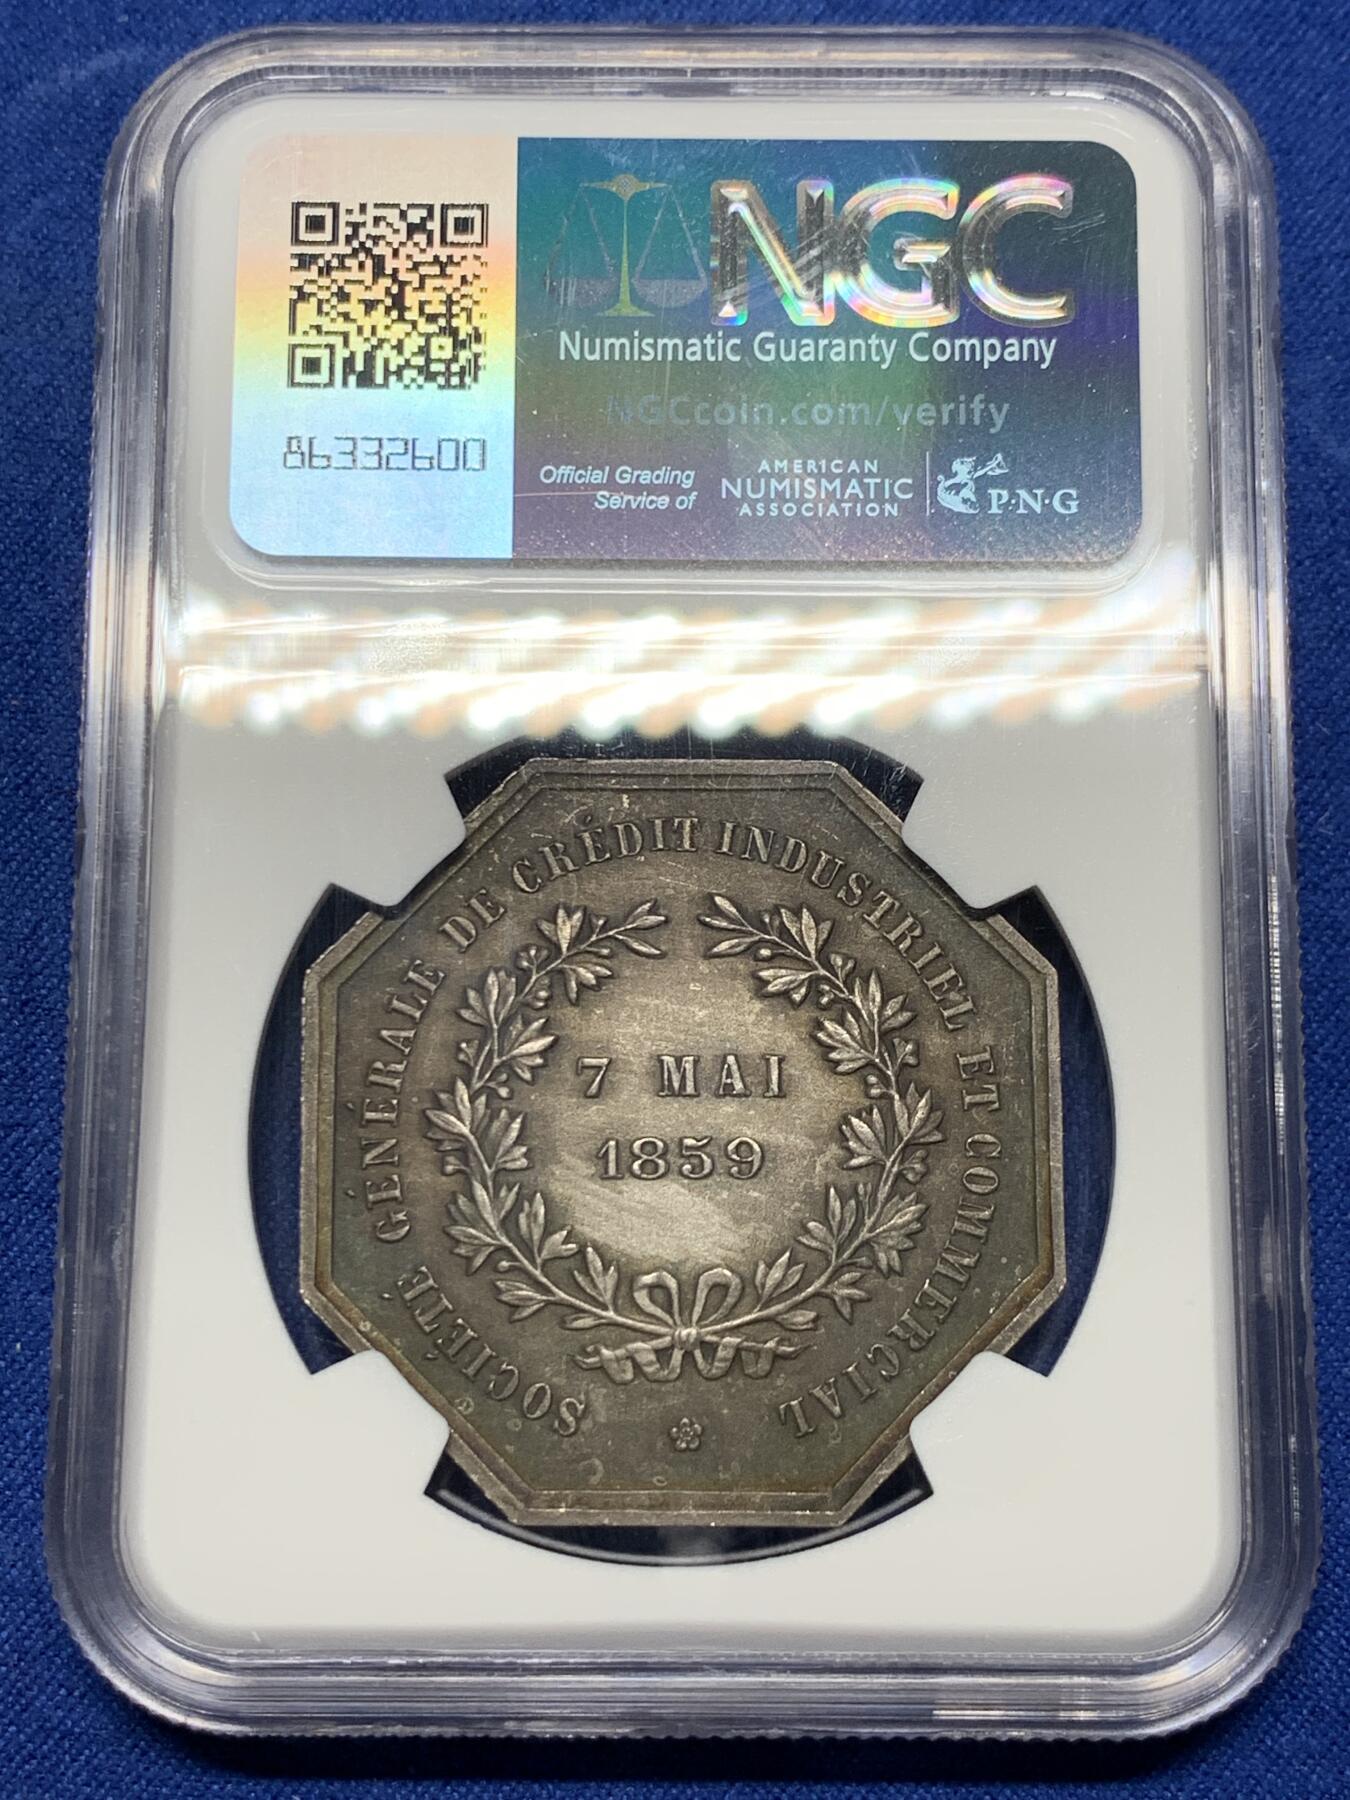 NGC
Numismatic Guaranty Company
NGCcoin.com/verify
86332600
Official Grading
Service of
AMERICAN
NUMISMATIC
ASSOCIATION
P·N·G
SOCIÉTÉ GÉNÉRALE DE CRÉDIT INDUSTRIEL ET COMMERCIAL
7 MAI
1859